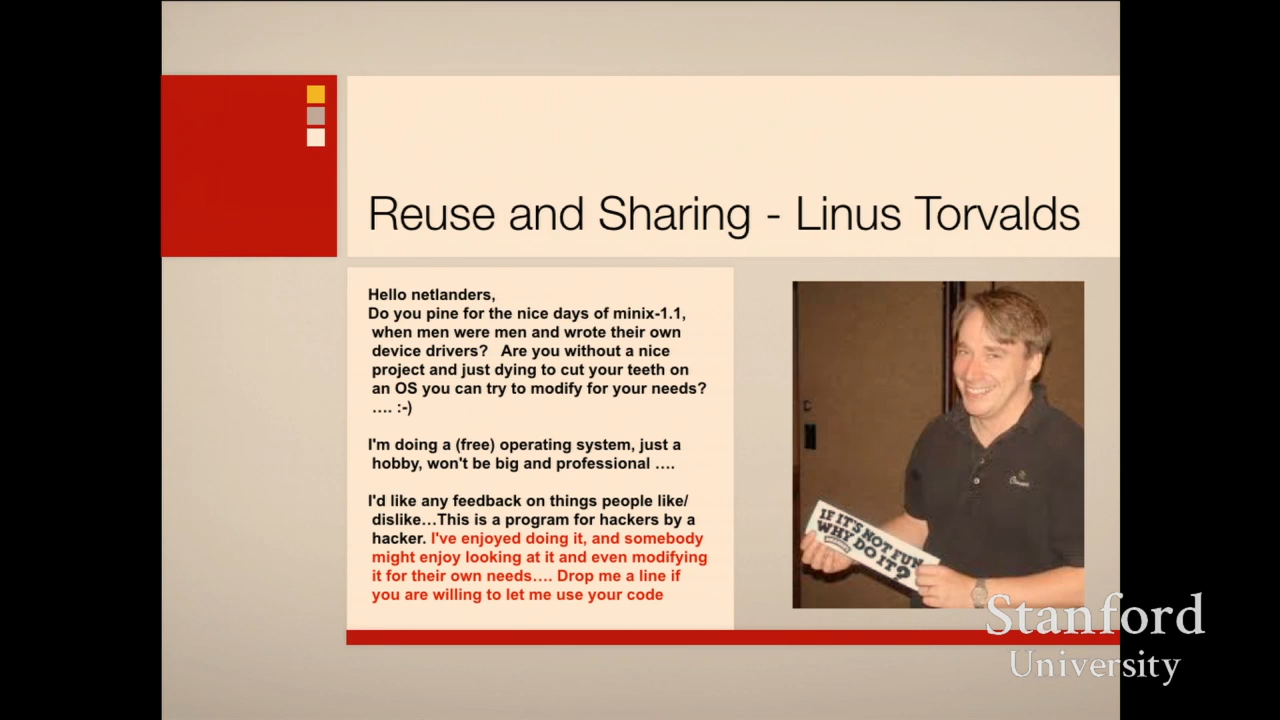 Reuse and Sharing - Linus Torvalds
Hello netlanders,
Do you pine for the nice days of minix-1.1,
when men were men and wrote their own
device drivers?   Are you without a nice
project and just dying to cut your teeth on
an OS you can try to modify for your needs?
…. :-)
I'm doing a (free) operating system, just a
hobby, won't be big and professional ….
I'd like any feedback on things people like/
dislike…This is a program for hackers by a
hacker. I've enjoyed doing it, and somebody
might enjoy looking at it and even modifying
it for their own needs…. Drop me a line if
you are willing to let me use your code
IF IT'S NOT FUN
WHY DO IT?
Stanford
University